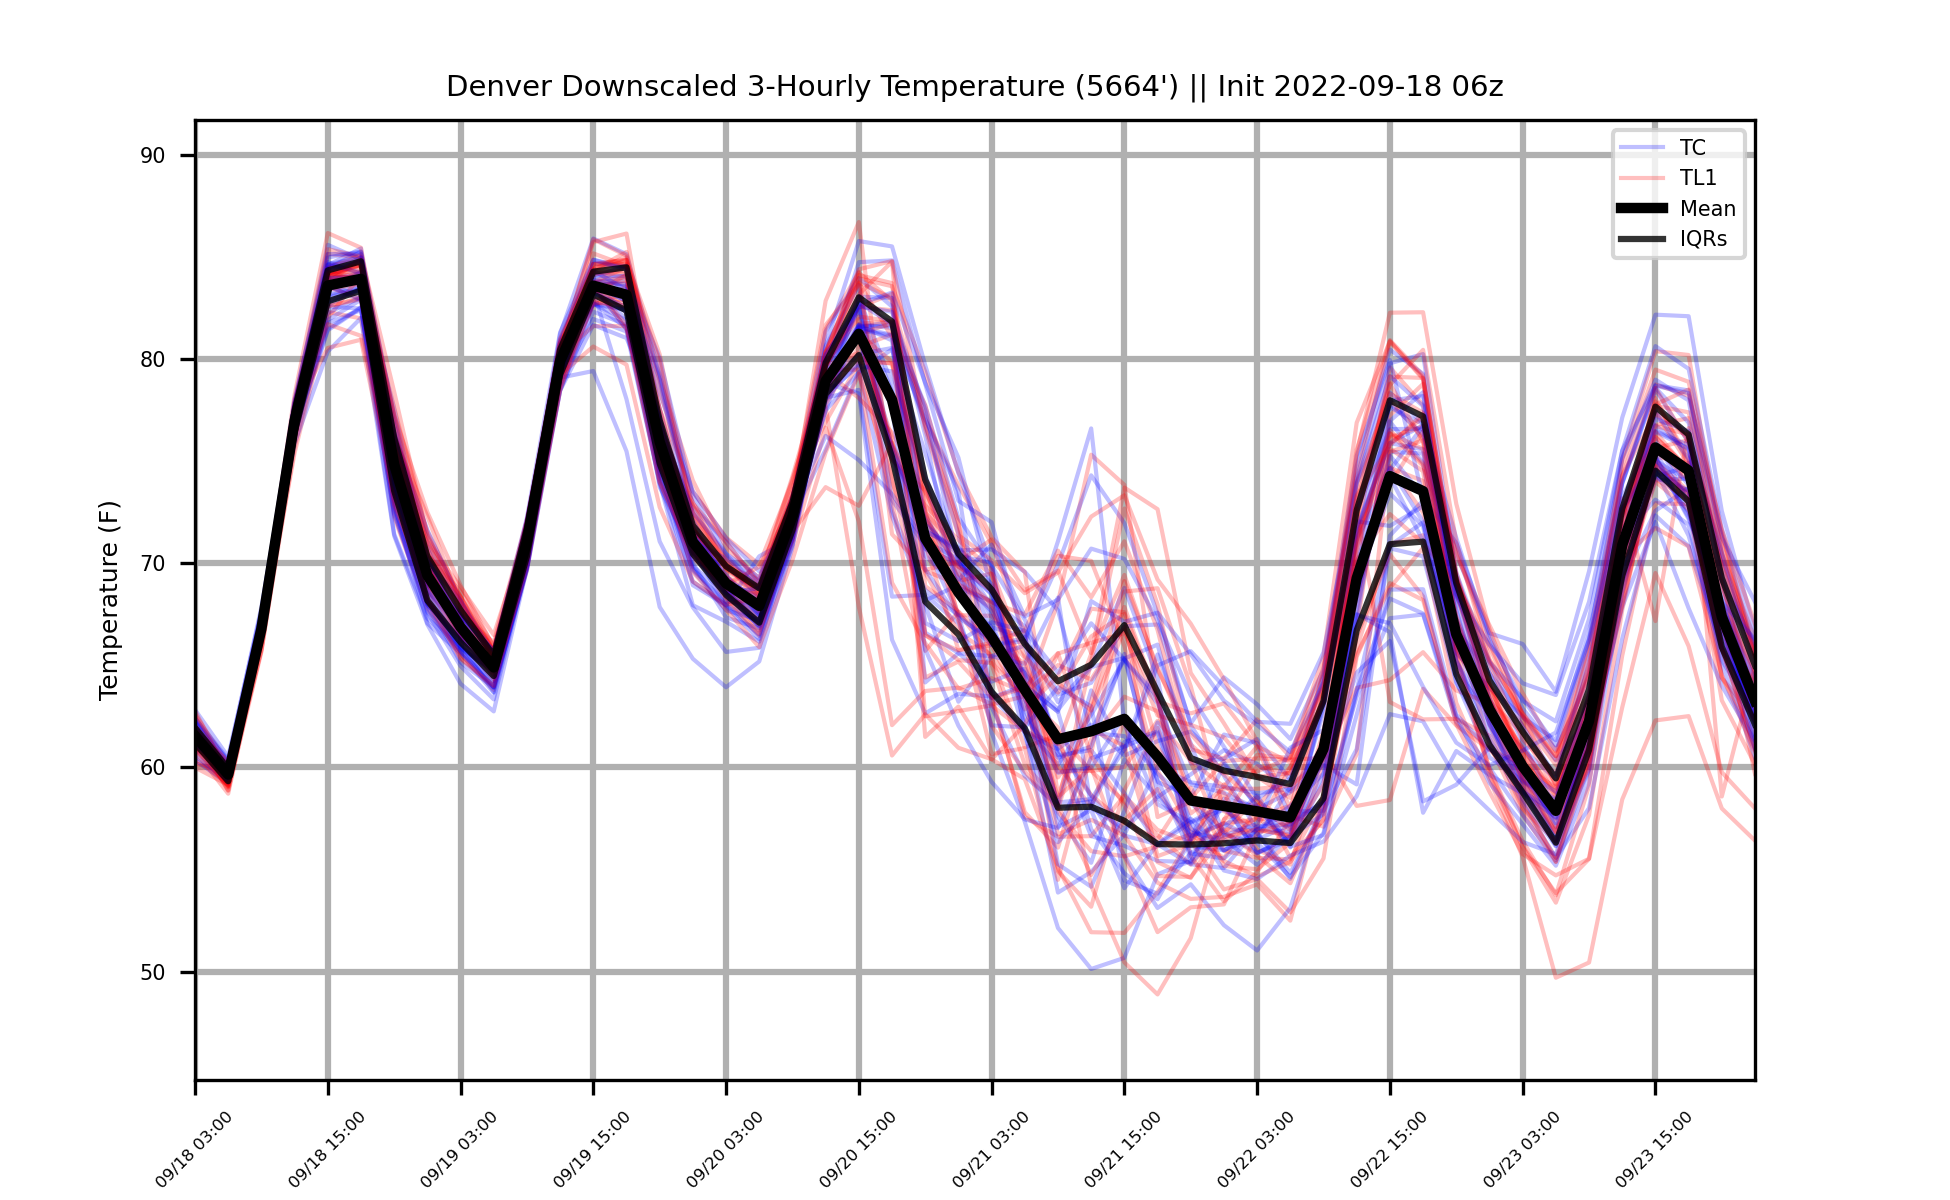 Denver Downscaled 3-Hourly Temperature (5664') || Init 2022-09-18 06z
TC
TL1
Mean
IQRs
Temperature (F)
90
80
70
60
50
09/18 03:00
09/18 15:00
09/19 03:00
09/19 15:00
09/20 03:00
09/20 15:00
09/21 03:00
09/21 15:00
09/22 03:00
09/22 15:00
09/23 03:00
09/23 15:00